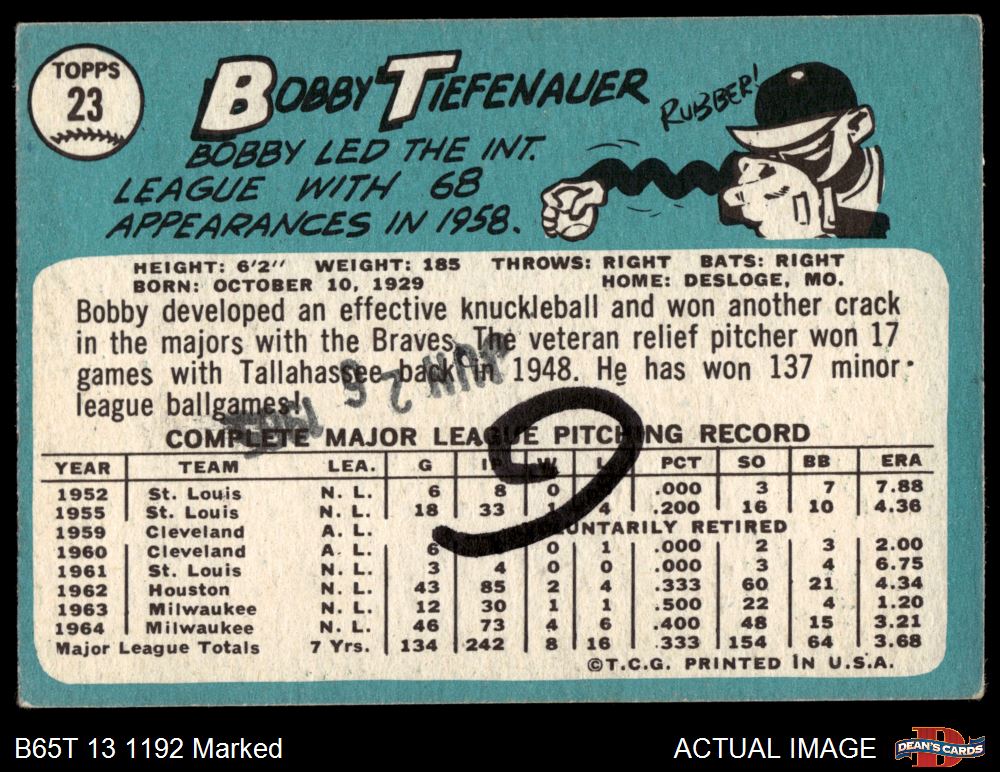 TOPPS
23
BOBBY TIEFENAUER
RUBBER!
BOBBY LED THE INT.
LEAGUE WITH 68
APPEARANCES IN 1958.
HEIGHT: 6'2" WEIGHT: 185 THROWS: RIGHT BATS: RIGHT
BORN: OCTOBER 10, 1929 HOME: DESLOGE, MO.
Bobby developed an effective knuckleball and won another crack
in the majors with the Braves. The veteran relief pitcher won 17
games with Tallahassee back in 1948. He has won 137 minor
league ballgames!
JUN 26
COMPLETE MAJOR LEAGUE PITCHING RECORD
YEAR TEAM LEA. G IP W L PCT SO BB ERA
1952 St. Louis N. L. 6 8 0 .000 3 7 7.88
1955 St. Louis N. L. 18 33 1 4 .200 16 10 4.36
1959 Cleveland A. L. VOLUNTARILY RETIRED
1960 Cleveland A. L. 6 0 1 .000 2 3 2.00
1961 St. Louis N. L. 3 4 0 0 .000 3 4 6.75
1962 Houston N. L. 43 85 2 4 .333 60 21 4.34
1963 Milwaukee N. L. 12 30 1 1 .500 22 4 1.20
1964 Milwaukee N. L. 46 73 4 6 .400 48 15 3.21
Major League Totals 7 Yrs. 134 242 8 16 .333 154 64 3.68
©T.C.G. PRINTED IN U.S.A.
B65T 13 1192 Marked ACTUAL IMAGE DEAN'S CARDS